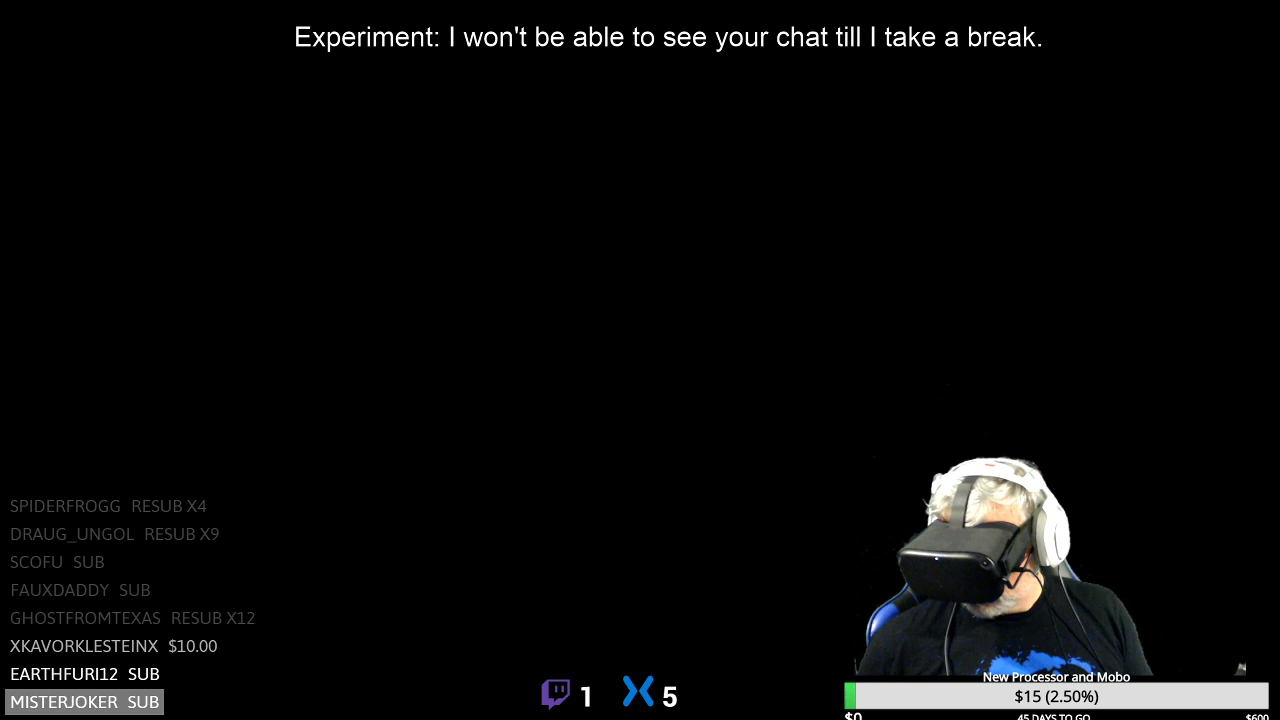 Experiment: I won't be able to see your chat till I take a break.
SPIDERFROGG RESUB X4
DRAUG_UNGOL RESUB X9
SCOFU SUB
FAUXDADDY SUB
GHOSTFROMTEXAS RESUB X12
XKAVORKLESTEINX $10.00
EARTHFURI12 SUB
MISTERJOKER SUB
1 5
New Processor and Mobo
$15 (2.50%)
$0 45 DAYS TO GO $600